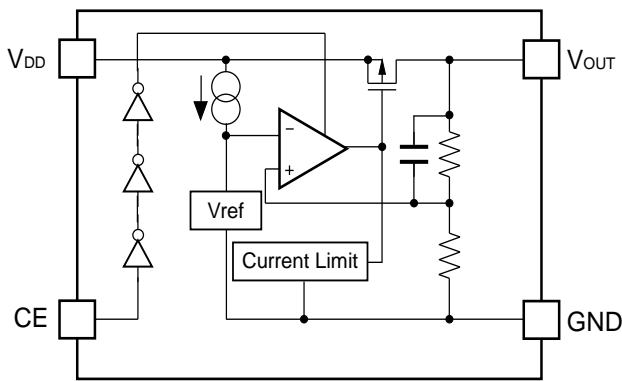 VDD
VOUT
−
+
Vref
Current Limit
CE
GND